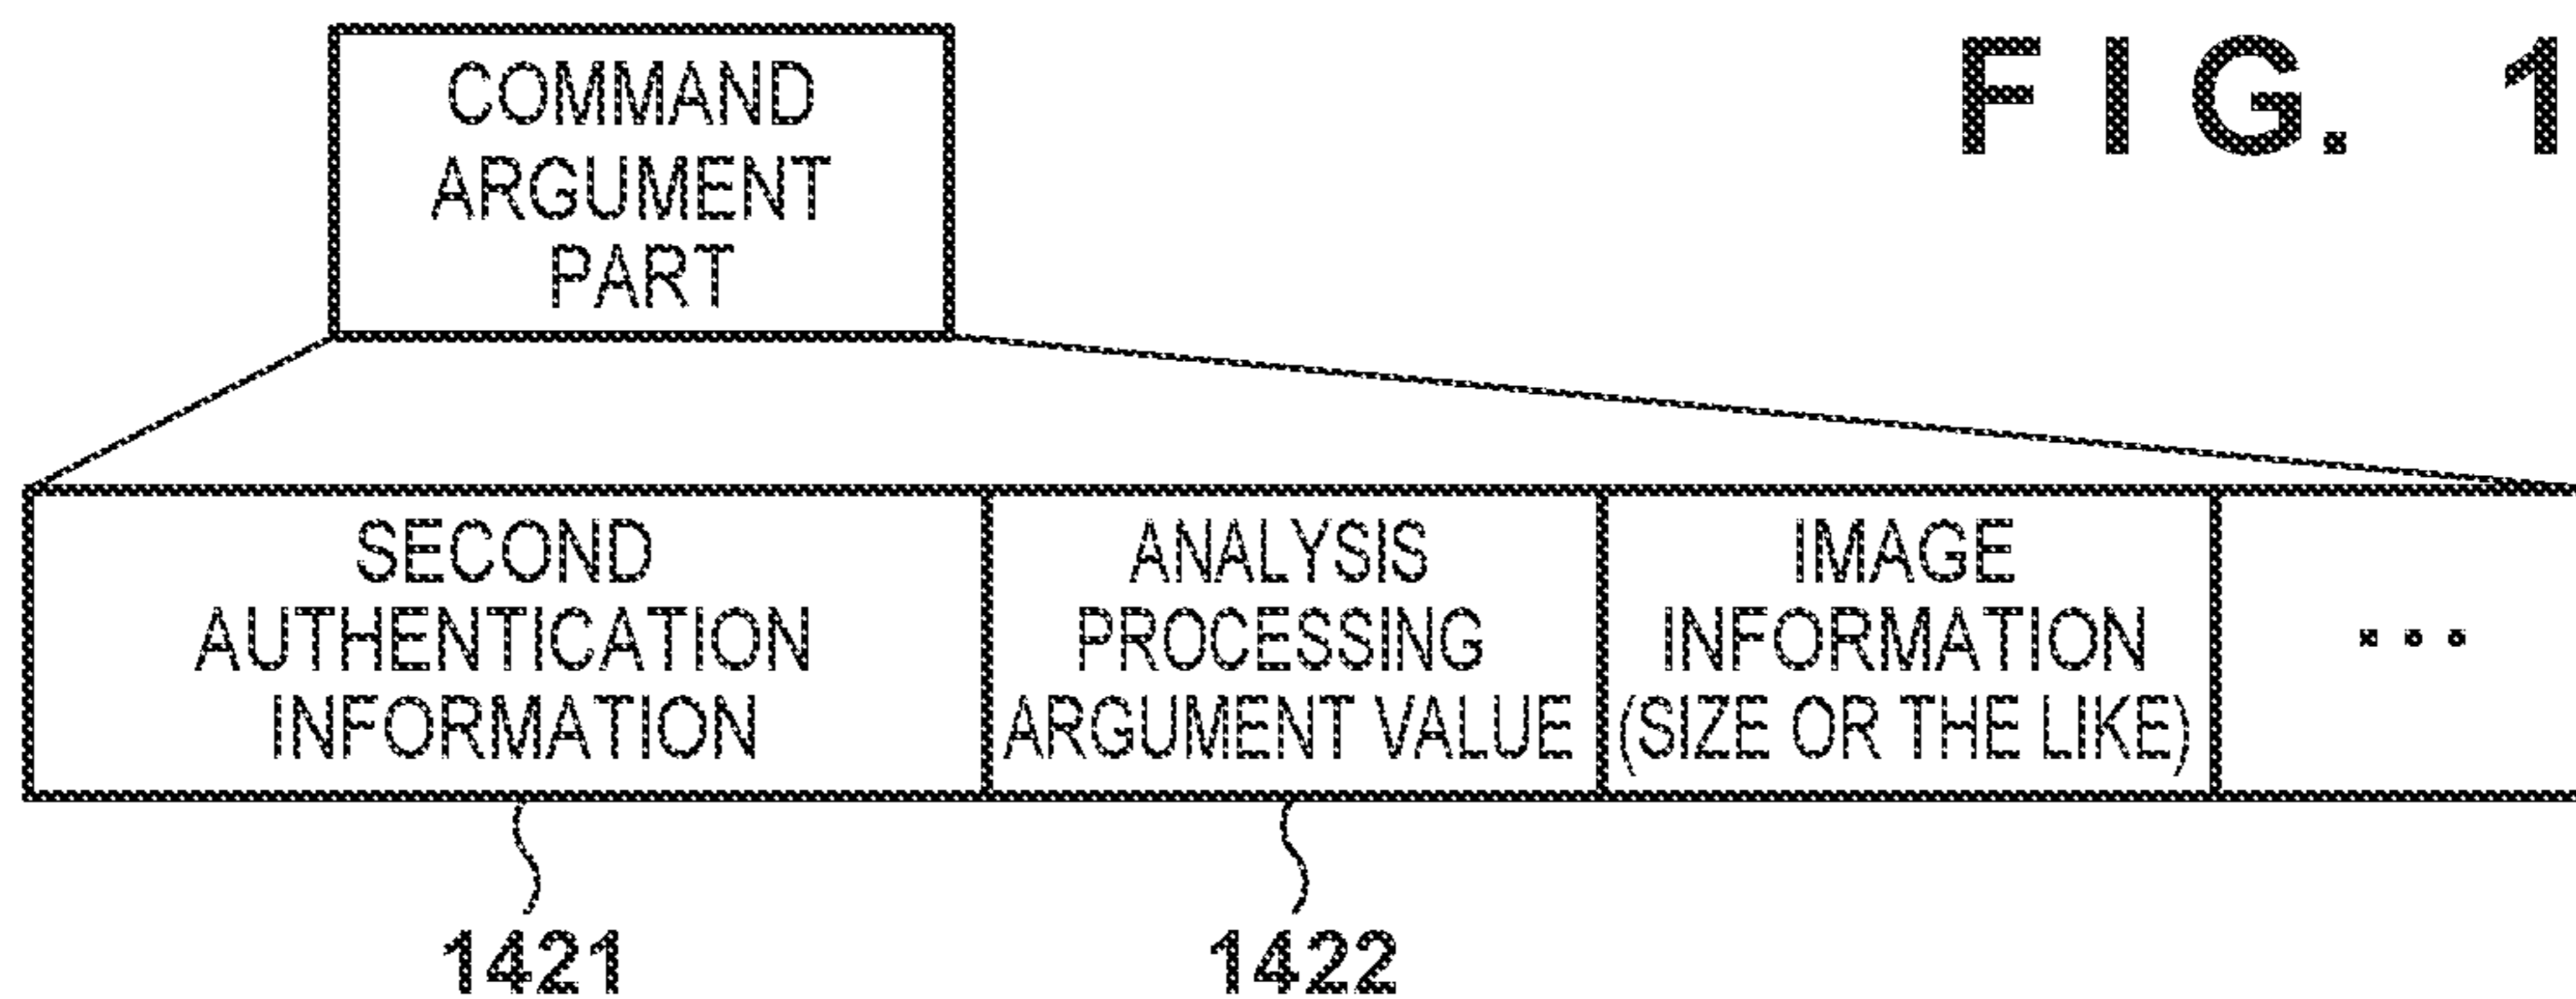 COMMAND
ARGUMENT
PART
FIG. 1
SECOND
AUTHENTICATION
INFORMATION
ANALYSIS
PROCESSING
ARGUMENT VALUE
IMAGE
INFORMATION
(SIZE OR THE LIKE)
...
1421
1422